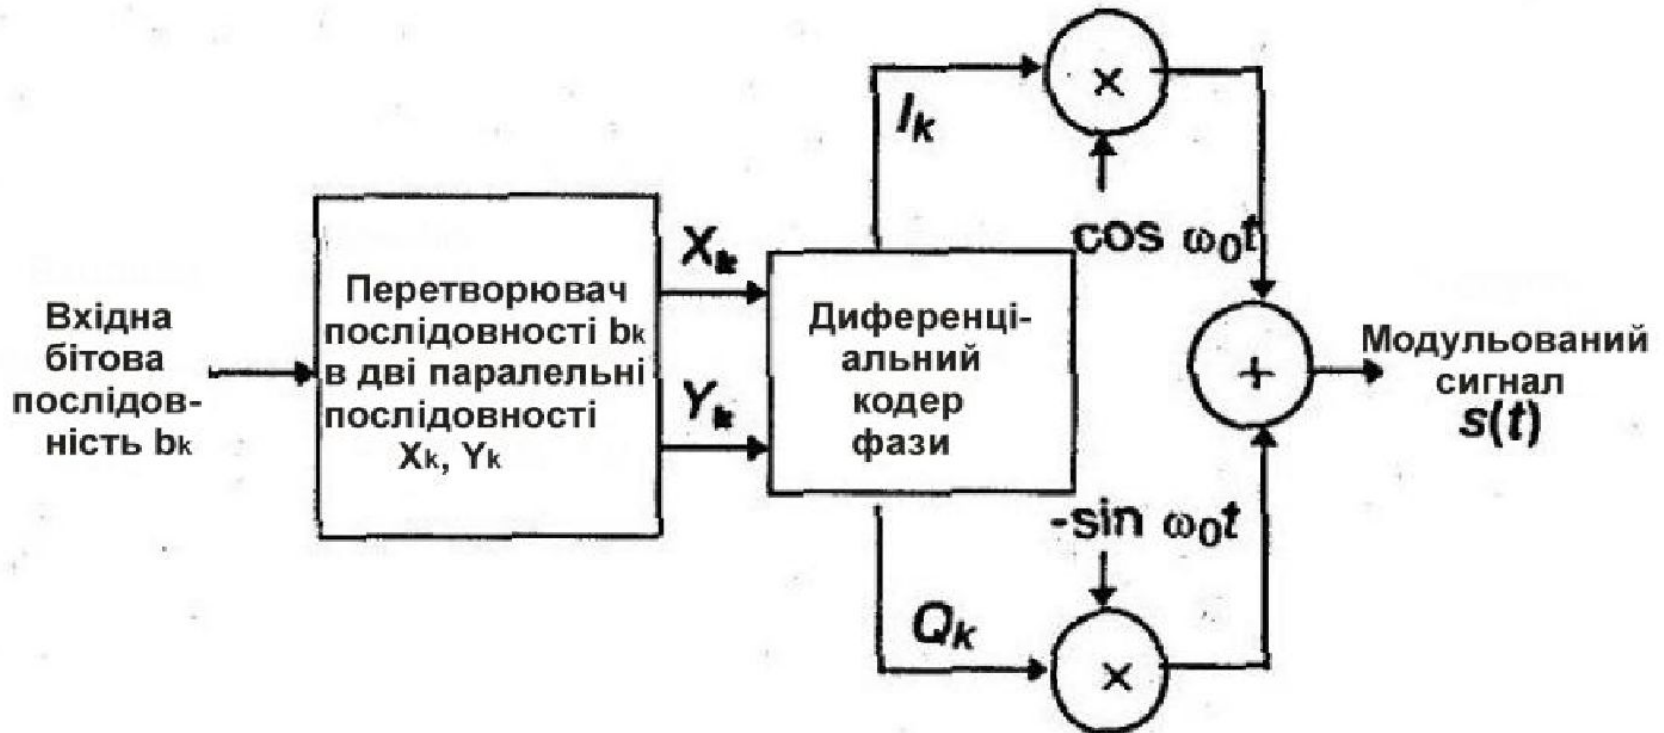 Вхідна
бітова
послідов-
ність bk
Перетворювач
послідовності bk
в дві паралельні
послідовності
Xk, Yk
Xk
Yk
Диференці-
альний
кодер
фази
Ik
×
cos ω0t
-sin ω0t
Qk
×
+
Модульований
сигнал
s(t)